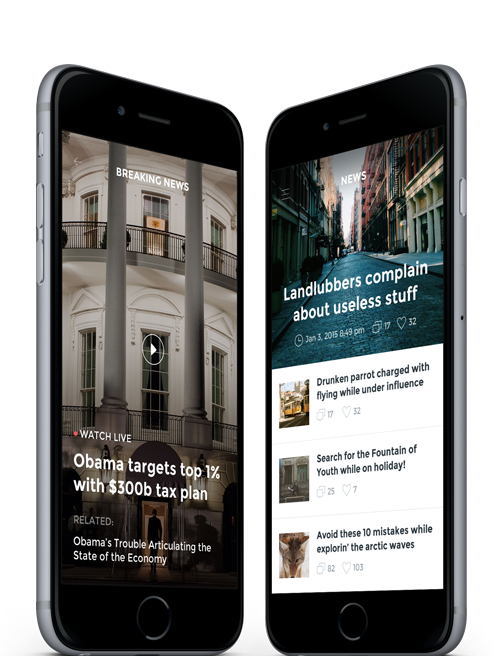 BREAKING NEWS
WATCH LIVE
Obama targets top 1%
with $300b tax plan
RELATED:
Obama's Trouble Articulating the
State of the Economy
NEWS
Landlubbers complain
about useless stuff
Jan 3, 2015 8:49 pm 17 32
Drunken parrot charged with
flying while under influence
17 32
Search for the Fountain of
Youth while on holiday!
25 7
Avoid these 10 mistakes while
explorin' the arctic waves
82 103